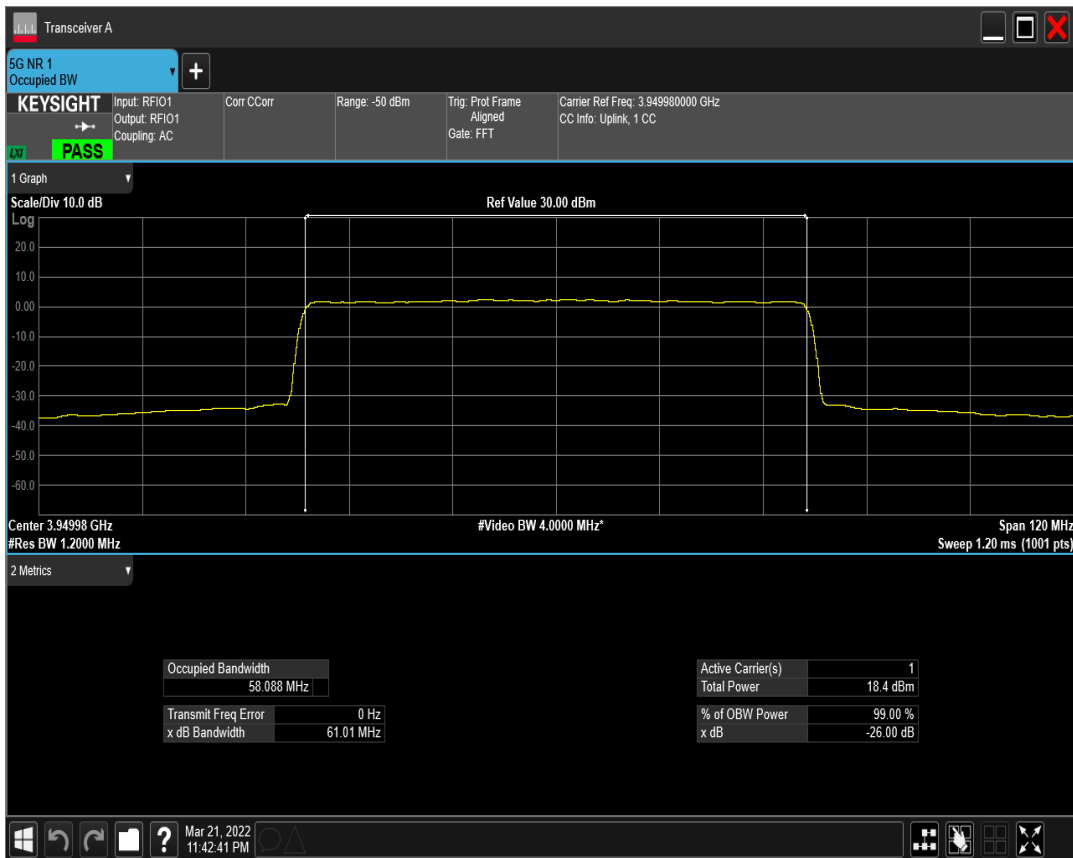 Transceiver A
5G NR 1
Occupied BW
KEYSIGHT
LXI
PASS
Input: RFIO1
Output: RFIO1
Coupling: AC
Corr CCorr
Range: -50 dBm
Trig: Prot Frame
Aligned
Gate: FFT
Carrier Ref Freq: 3.949980000 GHz
CC Info: Uplink, 1 CC
1 Graph
Scale/Div 10.0 dB
Ref Value 30.00 dBm
Log
20.0
10.0
0.00
-10.0
-20.0
-30.0
-40.0
-50.0
-60.0
Center 3.94998 GHz
#Video BW 4.0000 MHz*
Span 120 MHz
#Res BW 1.2000 MHz
Sweep 1.20 ms (1001 pts)
2 Metrics
Occupied Bandwidth
58.088 MHz
Transmit Freq Error 0 Hz
x dB Bandwidth 61.01 MHz
Active Carrier(s) 1
Total Power 18.4 dBm
% of OBW Power 99.00 %
x dB -26.00 dB
?
Mar 21, 2022
11:42:41 PM